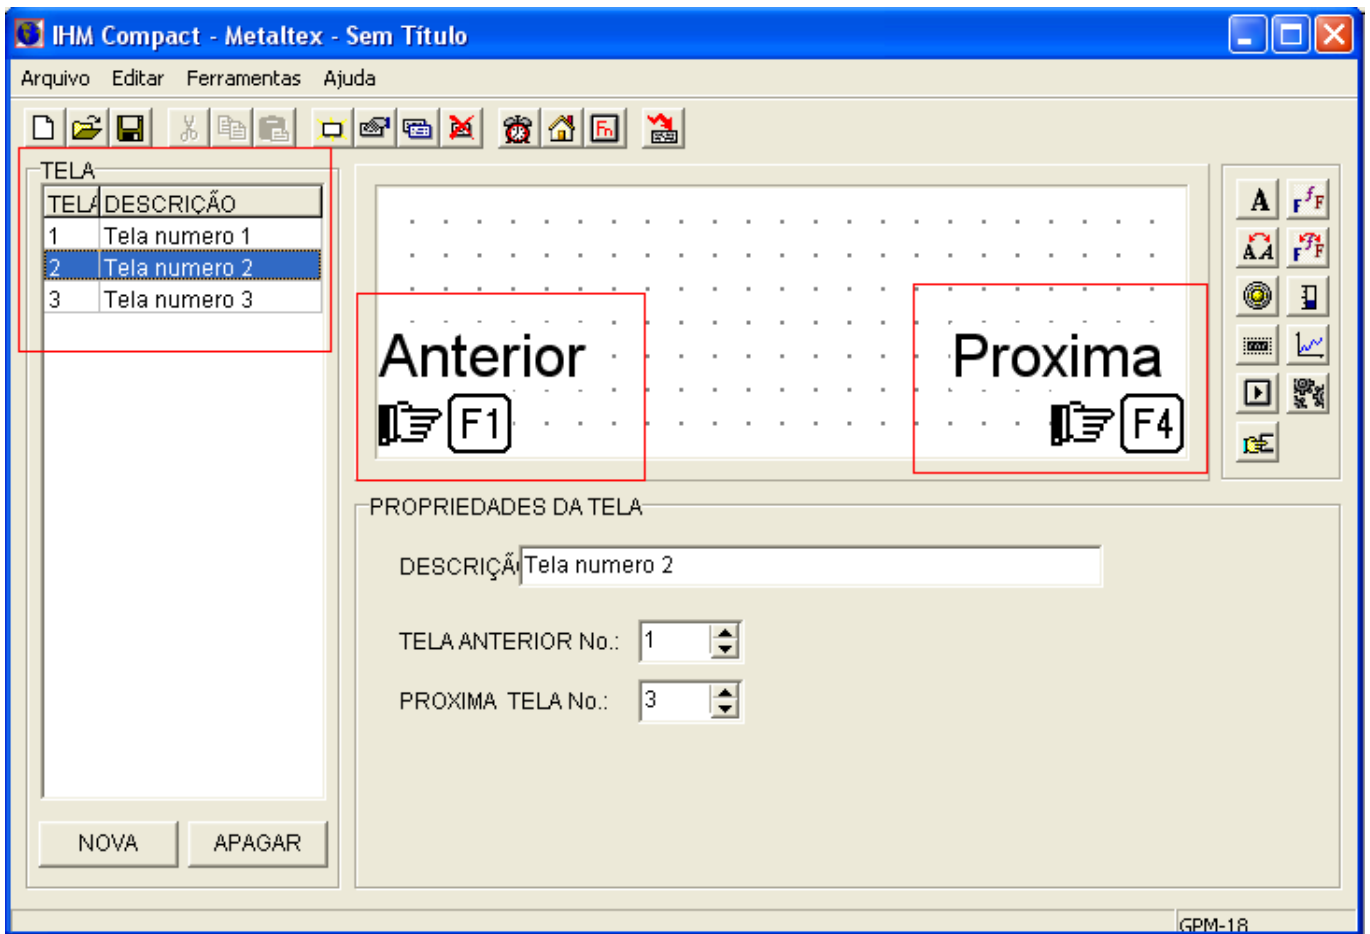 IHM Compact - Metaltex - Sem Título
Arquivo Editar Ferramentas Ajuda
Fn
TELA
TELA DESCRIÇÃO
1 Tela numero 1
2 Tela numero 2
3 Tela numero 3
A F f F
A A F f F
Anterior Proxima
F1 F4
PROPRIEDADES DA TELA
DESCRIÇÃ Tela numero 2
TELA ANTERIOR No.: 1
PROXIMA TELA No.: 3
NOVA APAGAR
GPM-18